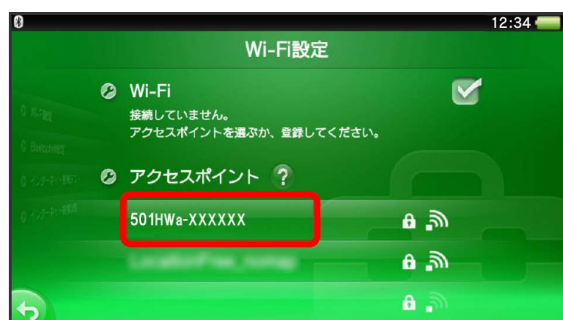 12:34
Wi-Fi設定
Wi-Fi
接続していません。
アクセスポイントを選ぶか、登録してください。
アクセスポイント ?
501HWa-XXXXXX